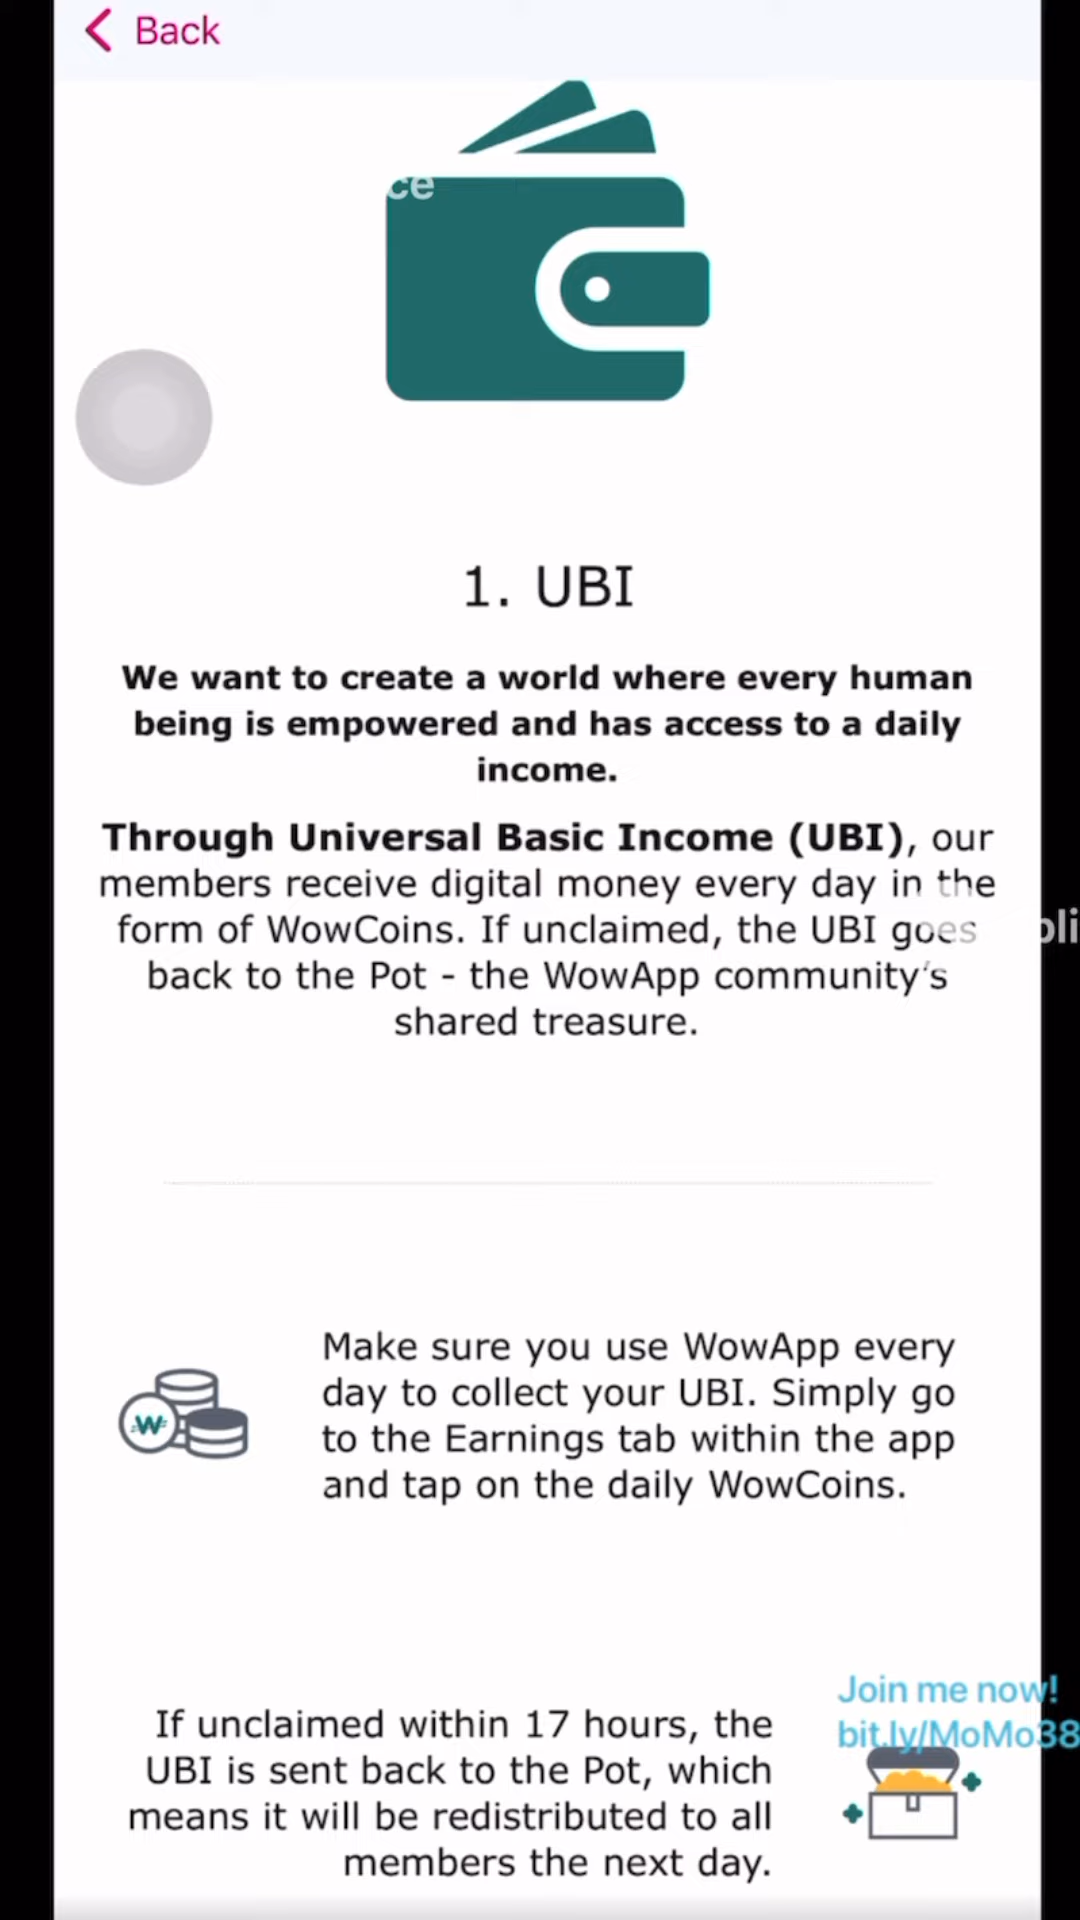 Back
ce
1. UBI
We want to create a world where every human
being is empowered and has access to a daily
income.
Through Universal Basic Income (UBI), our
members receive digital money every day in the
form of WowCoins. If unclaimed, the UBI goes
back to the Pot - the WowApp community's
shared treasure.
Make sure you use WowApp every
day to collect your UBI. Simply go
to the Earnings tab within the app
and tap on the daily WowCoins.
W
Join me now!
bit.ly/MoMo38
If unclaimed within 17 hours, the
UBI is sent back to the Pot, which
means it will be redistributed to all
members the next day.